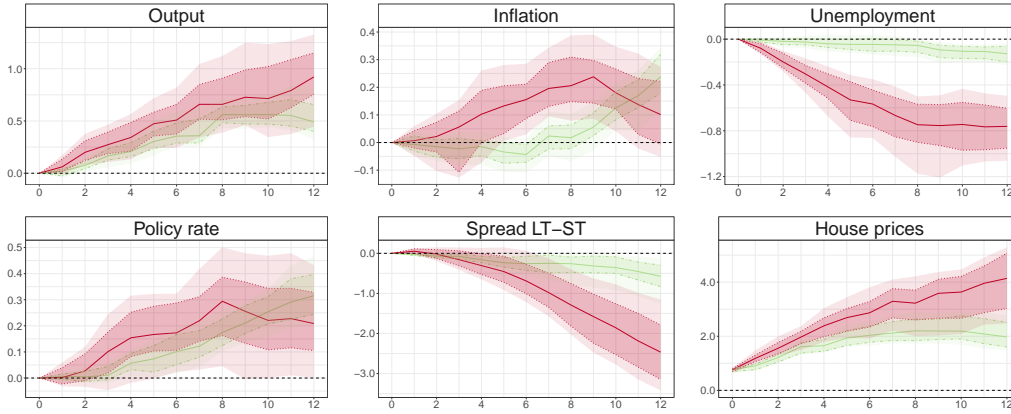 Output
1.0
0.5
0.0
0 2 4 6 8 10 12
Inflation
0.4
0.3
0.2
0.1
0.0
−0.1
0 2 4 6 8 10 12
Unemployment
0.0
−0.4
−0.8
−1.2
0 2 4 6 8 10 12
Policy rate
0.5
0.4
0.3
0.2
0.1
0.0
0 2 4 6 8 10 12
Spread LT−ST
0.0
−1.0
−2.0
−3.0
0 2 4 6 8 10 12
House prices
4.0
2.0
0.0
0 2 4 6 8 10 12